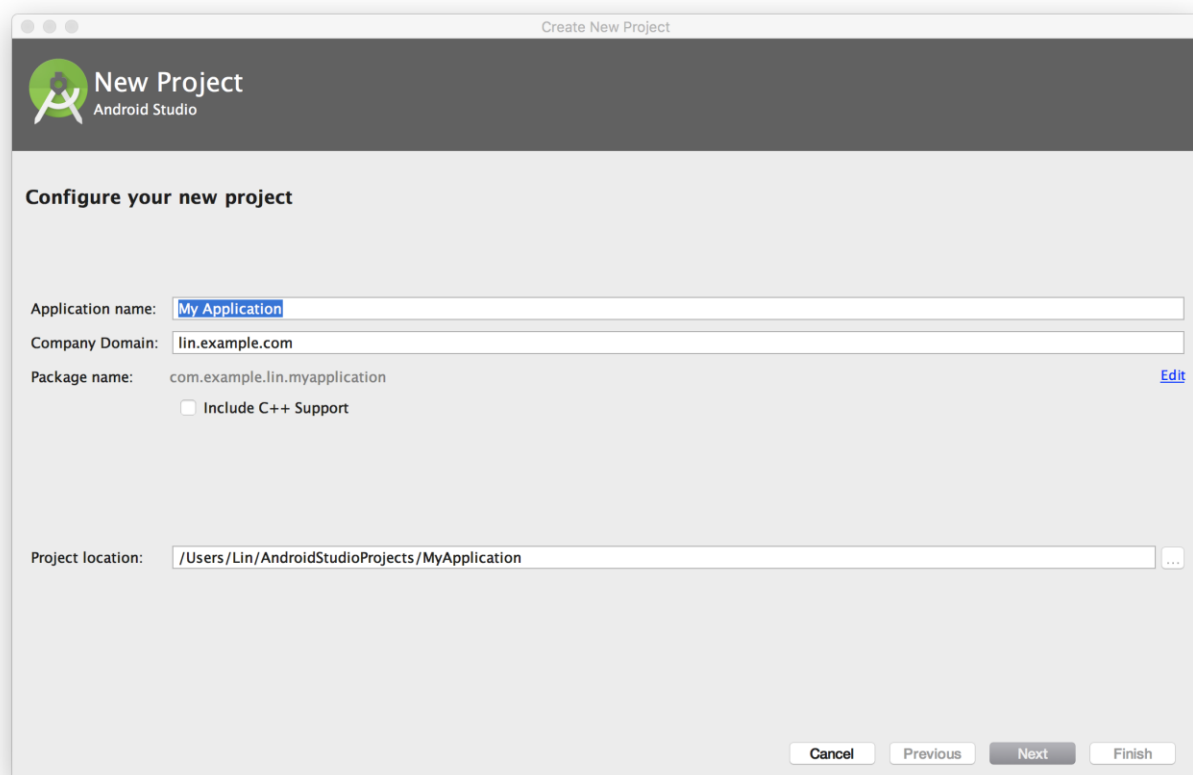 Create New Project
New Project
Android Studio
Configure your new project
Application name: My Application
Company Domain: lin.example.com
Package name: com.example.lin.myapplication Edit
Include C++ Support
Project location: /Users/Lin/AndroidStudioProjects/MyApplication ...
Cancel Previous Next Finish